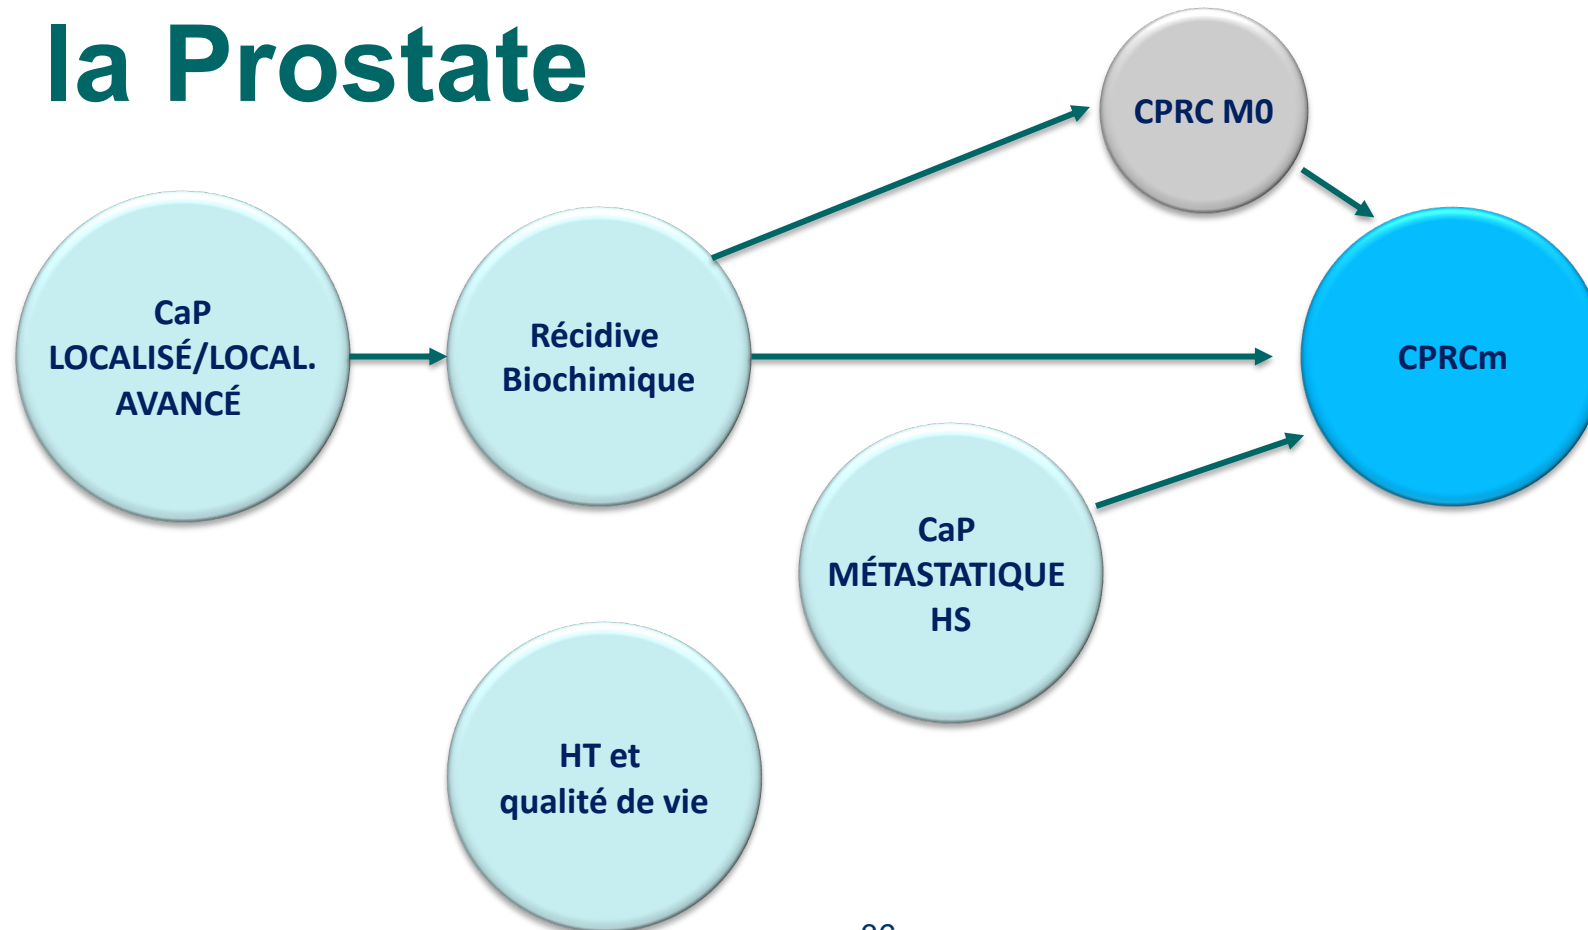 la Prostate
CPRC M0
CaP
LOCALISÉ/LOCAL.
AVANCÉ
Récidive
Biochimique
CPRCm
CaP
MÉTASTATIQUE
HS
HT et
qualité de vie